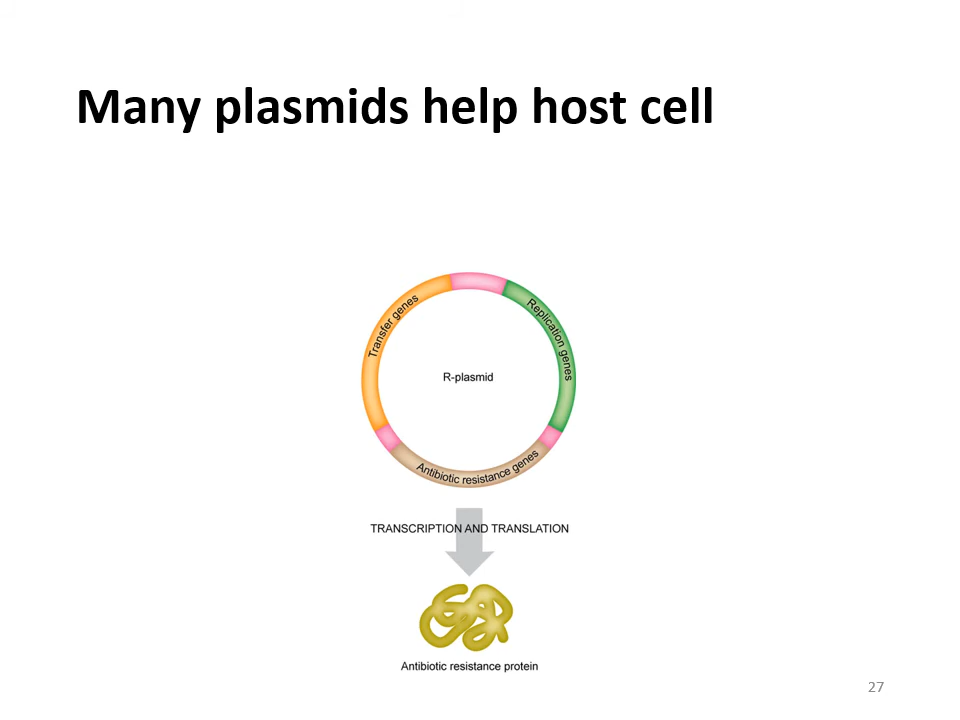 Many plasmids help host cell
Transfer genes
Replication genes
R-plasmid
Antibiotic resistance genes
TRANSCRIPTION AND TRANSLATION
Antibiotic resistance protein
27